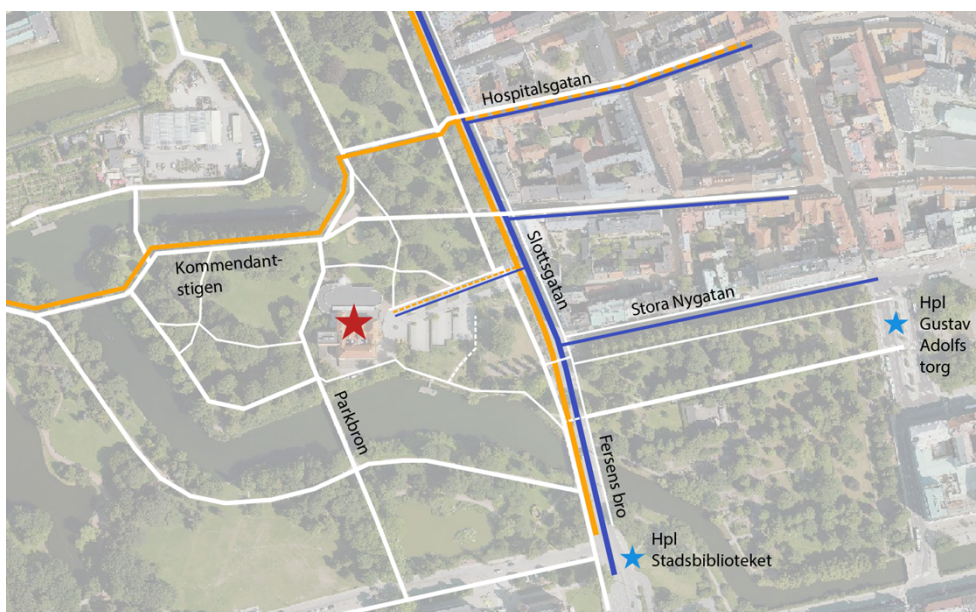 Hospitalsgatan
Kommendant-
stigen
Slottsgatan
Stora Nygatan
Hpl
Gustav
Adolfs
torg
Parkbron
Fersens bro
Hpl
Stadsbiblioteket